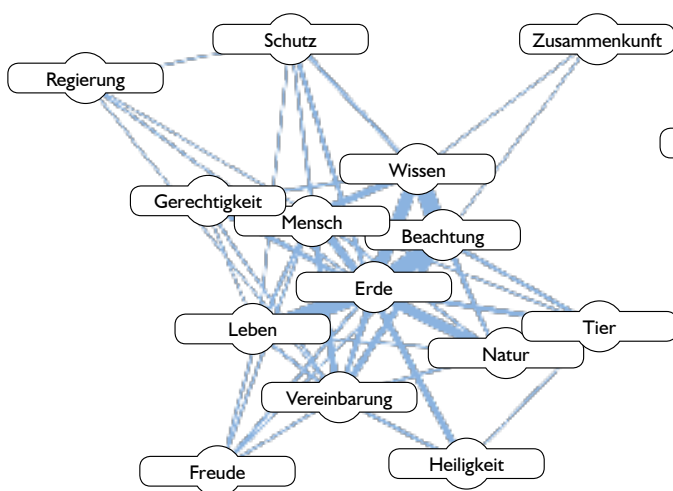 Schutz
Zusammenkunft
Regierung
Wissen
Gerechtigkeit
Mensch
Beachtung
Erde
Leben
Tier
Natur
Vereinbarung
Freude
Heiligkeit